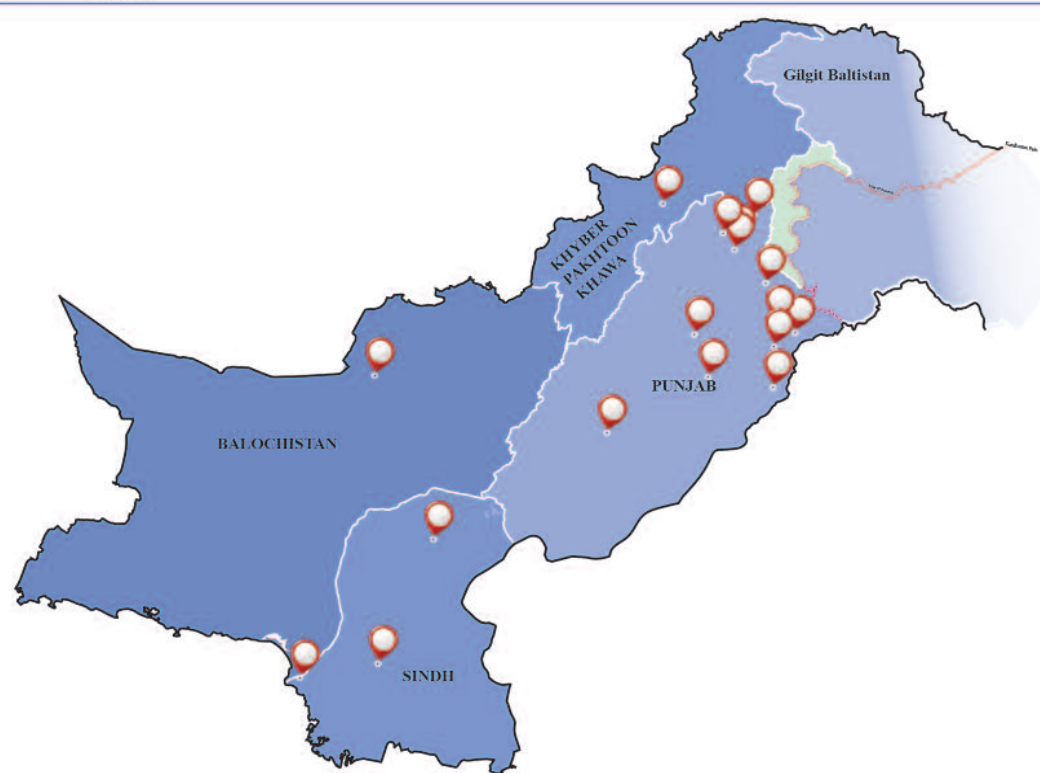 Gilgit Baltistan
KHYBER
PAKHTOON
KHAWA
PUNJAB
BALOCHISTAN
SINDH